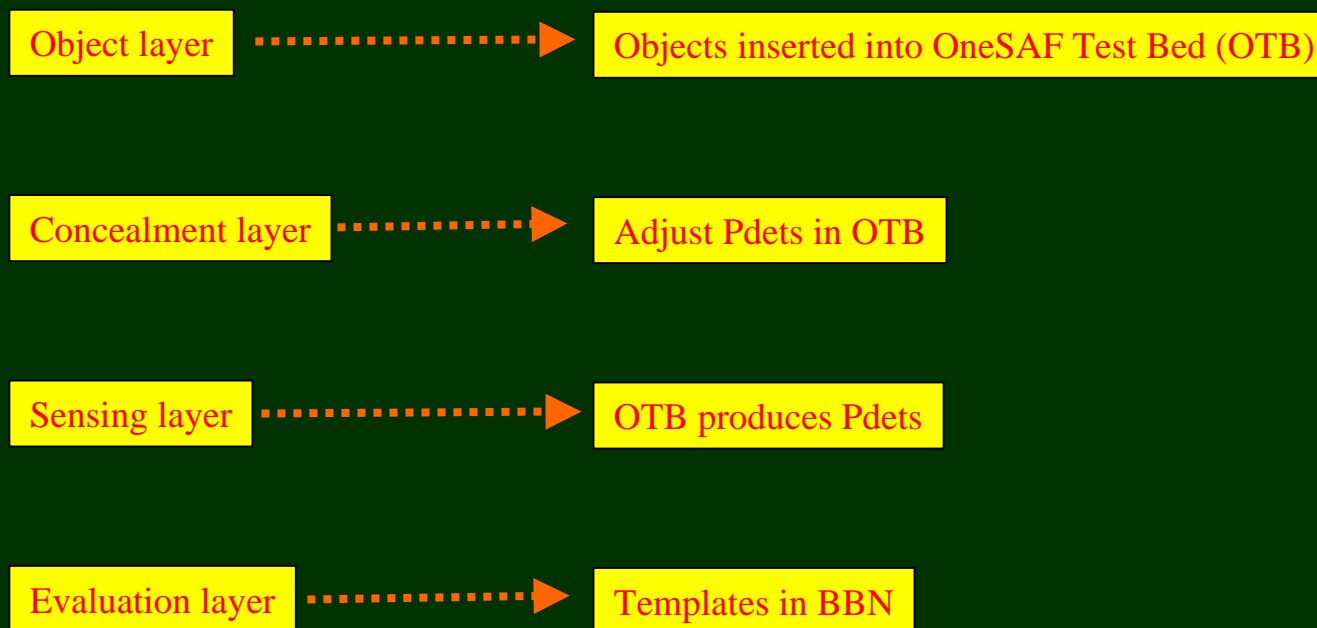 Object layer
Objects inserted into OneSAF Test Bed (OTB)
Concealment layer
Adjust Pdets in OTB
Sensing layer
OTB produces Pdets
Evaluation layer
Templates in BBN